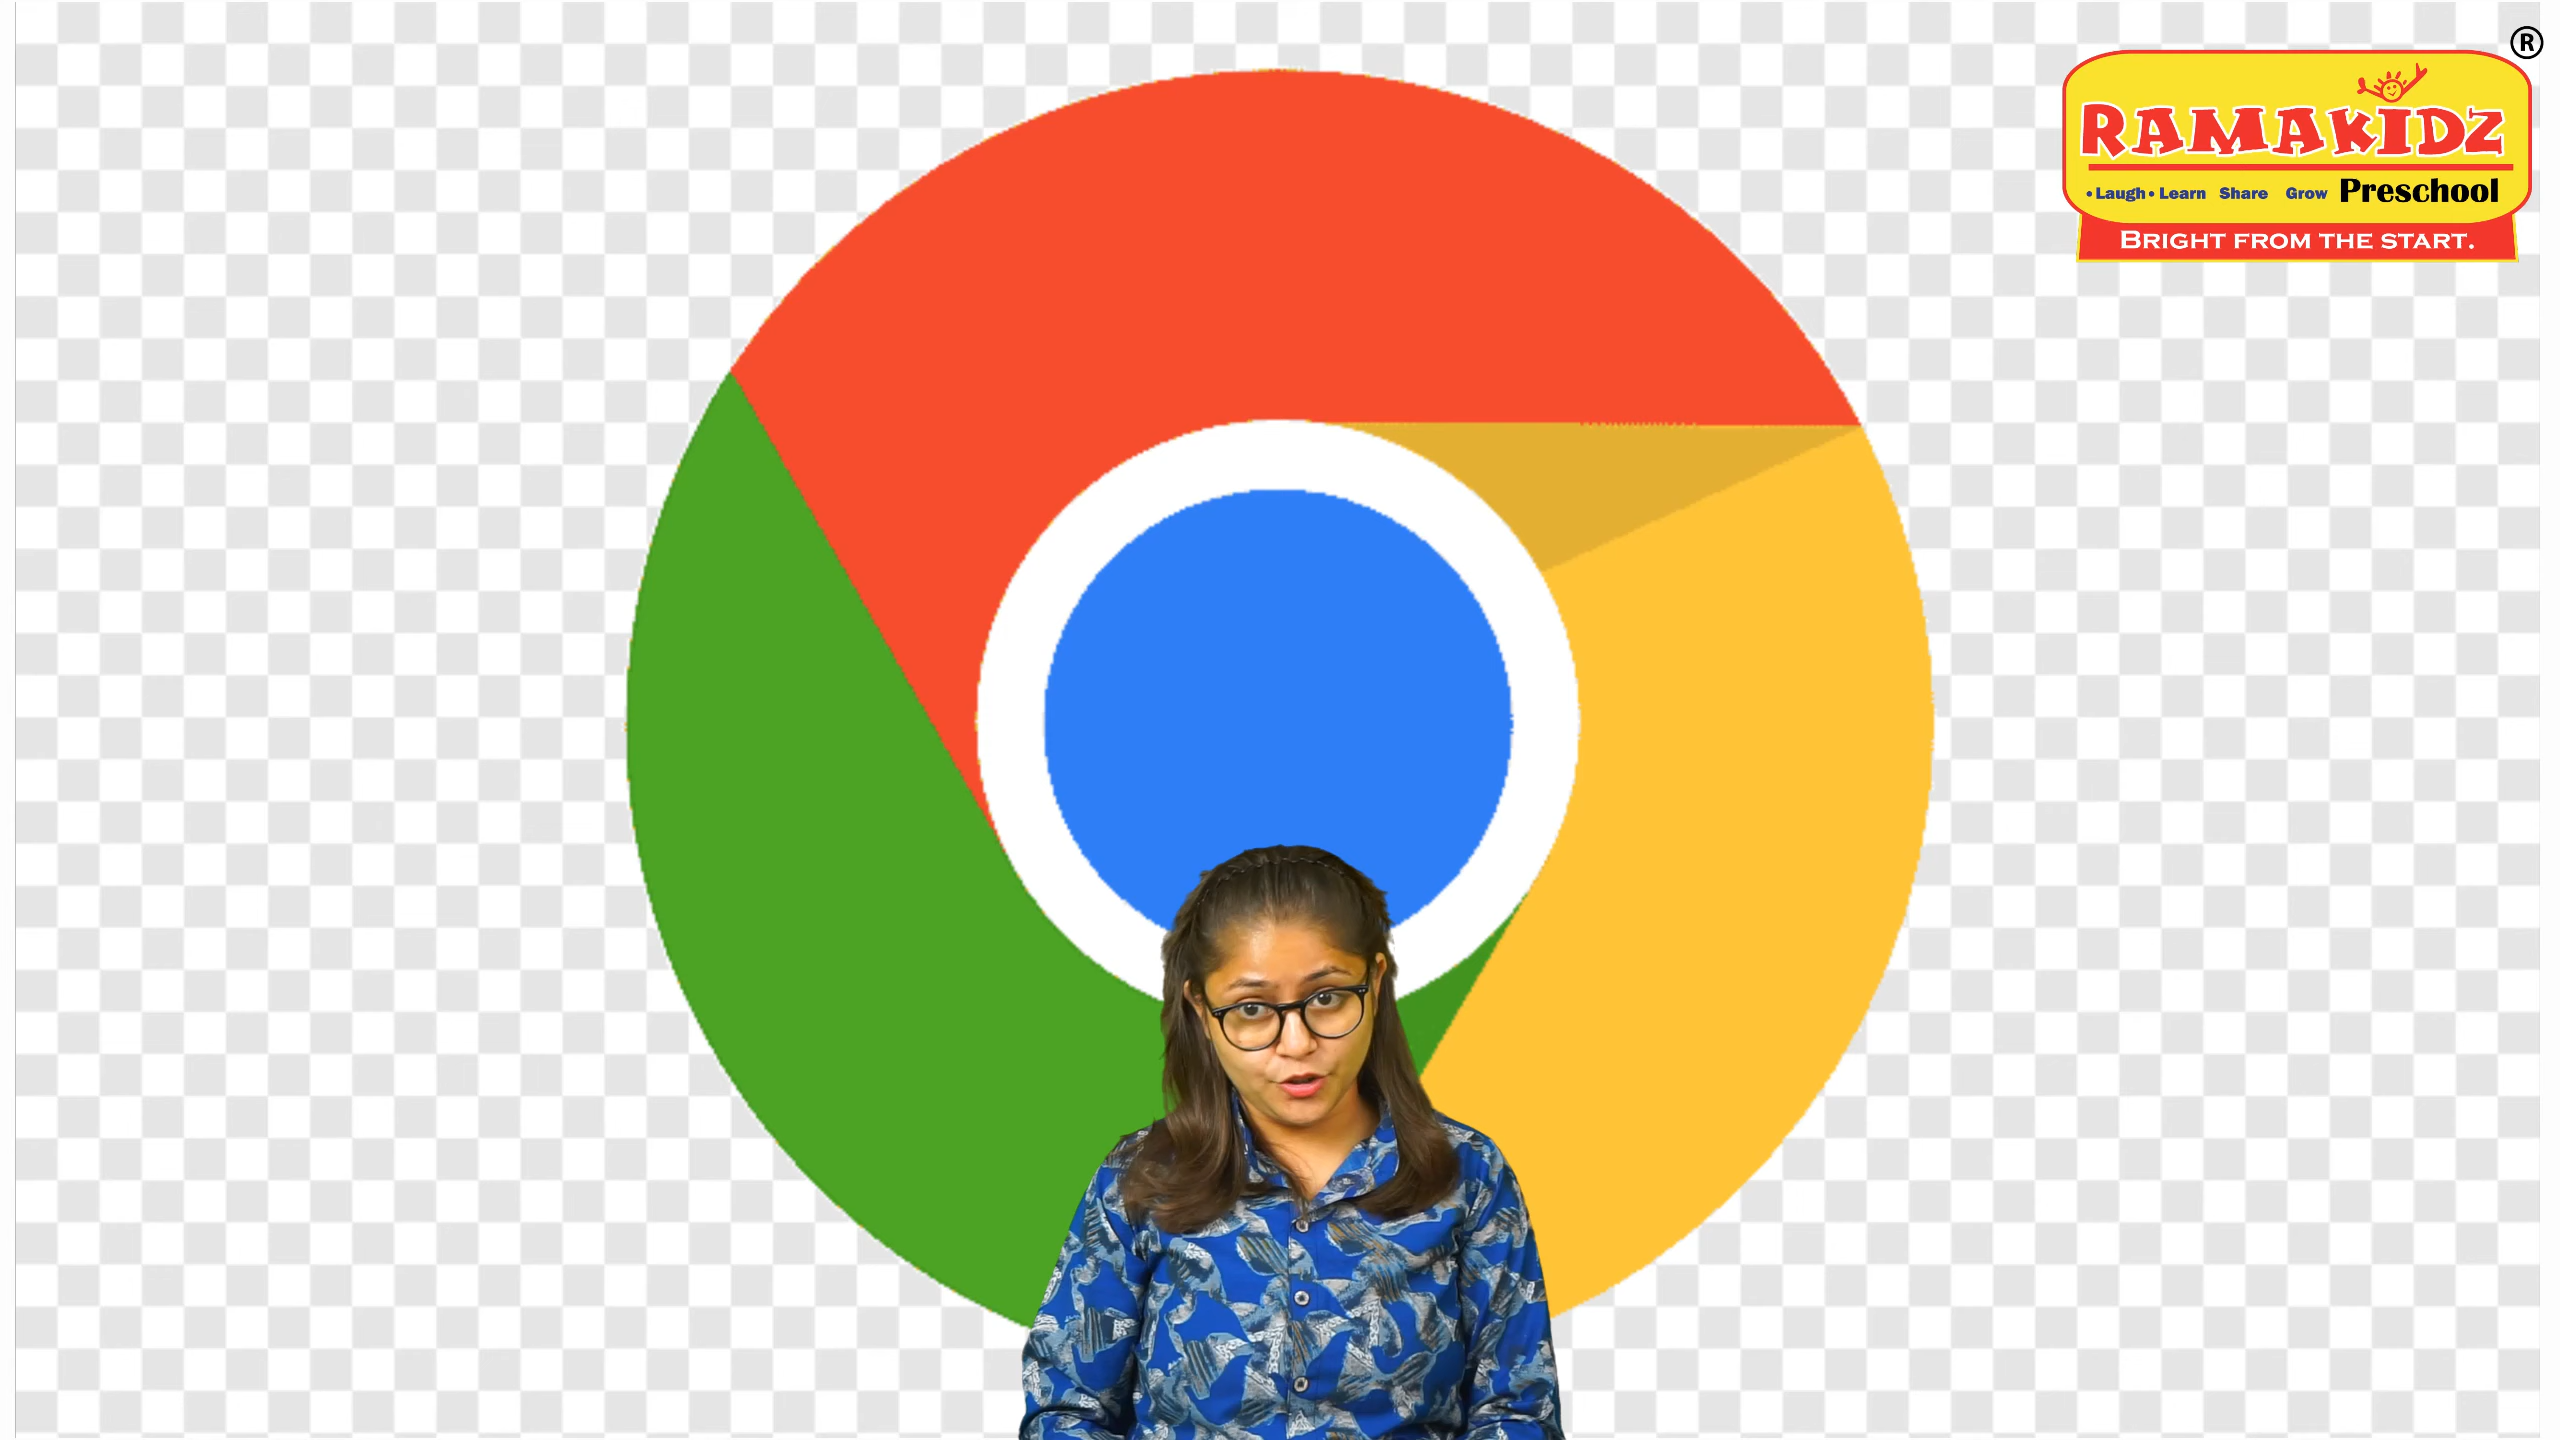 ®
RAMAKIDZ
• Laugh • Learn Share Grow Preschool
BRIGHT FROM THE START.